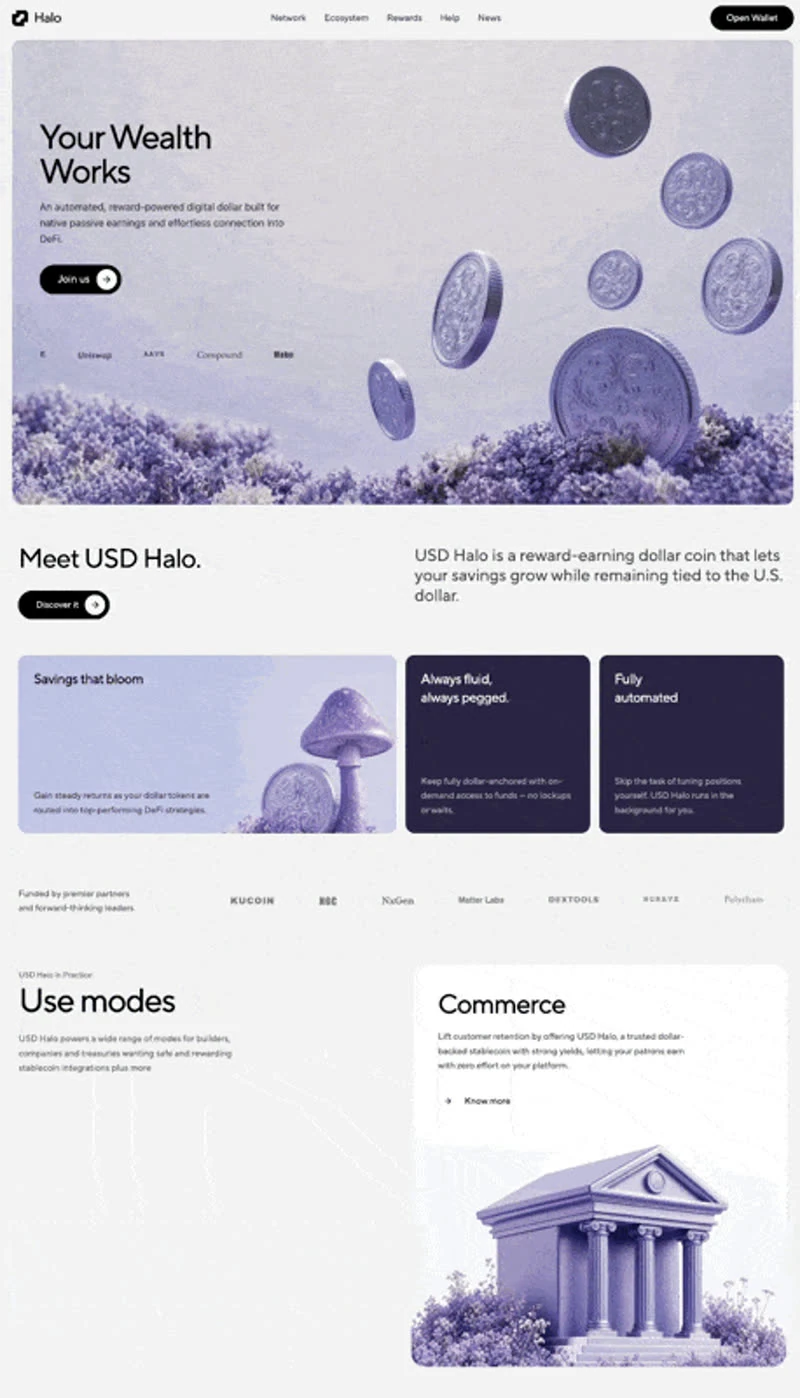 Halo
Network Ecosystem Rewards Help News
Open Wallet
Your Wealth
Works
An automated, reward-powered digital dollar built for
native passive earnings and effortless connection into
DeFi.
Join us
Uniswap AAVE Compound Maker
Meet USD Halo.
Discover it
USD Halo is a reward-earning dollar coin that lets
your savings grow while remaining tied to the U.S.
dollar.
Savings that bloom
Gain steady returns as your dollar tokens are
routed into top-performing DeFi strategies.
Always fluid,
always pegged.
Keep fully dollar-anchored with on-
demand access to funds – no lockups
or waits.
Fully
automated
Skip the task of tuning positions
yourself. USD Halo runs in the
background for you.
Funded by premier partners
and forward-thinking leaders
KUCOIN NxGen Matter Labs DEXTOOLS Polychain
USD Halo in Practice
Use modes
USD Halo powers a wide range of modes for builders,
companies and treasuries wanting safe and rewarding
stablecoin integrations plus more
Commerce
Lift customer retention by offering USD Halo, a trusted dollar-
backed stablecoin with strong yields, letting your patrons earn
with zero effort on your platform.
Know more